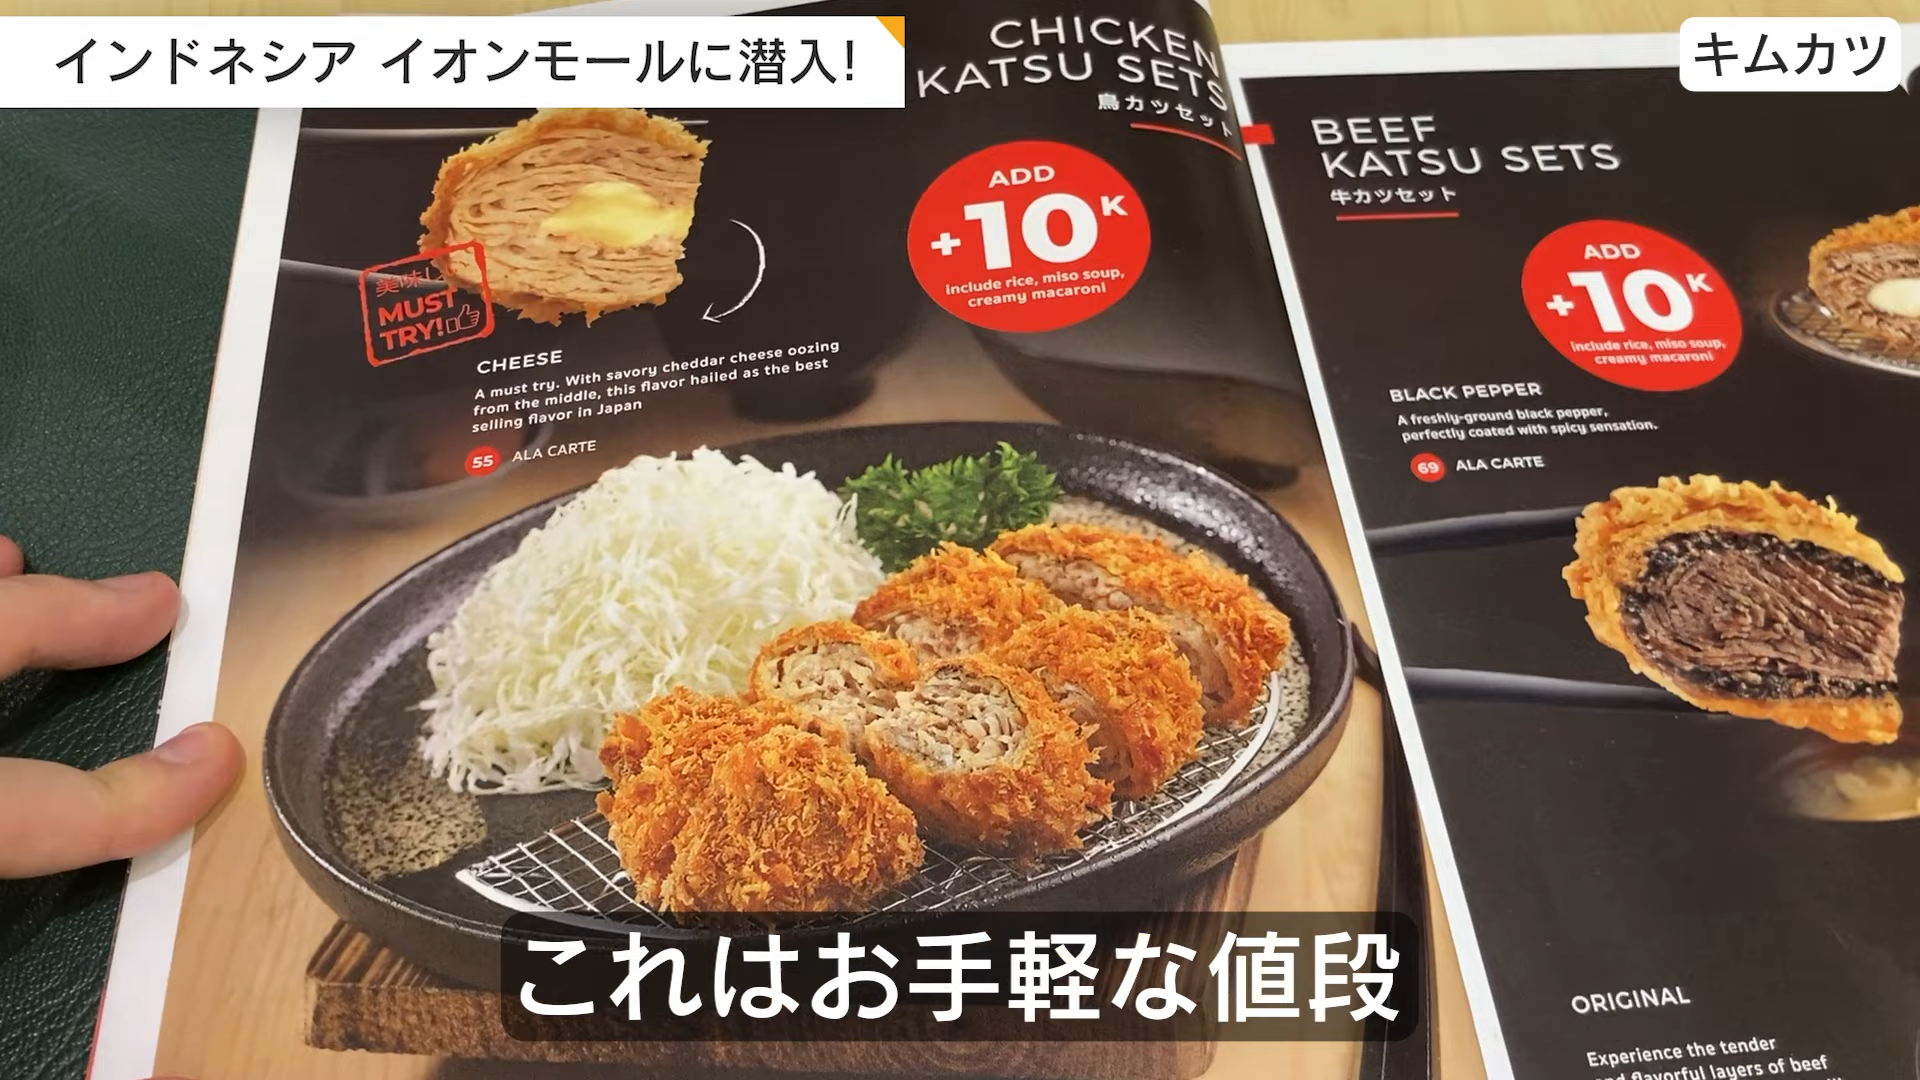 インドネシア イオンモールに潜入!
キムカツ
CHICKEN
KATSU SETS
鳥カツセット
ADD
+10K
include rice, miso soup,
creamy macaroni
MUST
TRY!
CHEESE
A must try. With savory cheddar cheese oozing
from the middle, this flavor hailed as the best
selling flavor in Japan
55 ALA CARTE
BEEF
KATSU SETS
牛カツセット
ADD
+10K
include rice, miso soup,
creamy macaroni
BLACK PEPPER
A freshly-ground black pepper,
perfectly coated with spicy sensation.
69 ALA CARTE
ORIGINAL
Experience the tender
and flavorful layers of beef
これはお手軽な値段